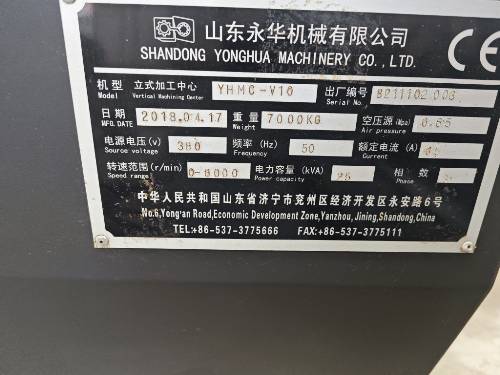 山东永华机械有限公司
SHANDONG YONGHUA MACHINERY CO., LTD.
CE
机型 立式加工中心 YHMC-V10 出厂编号
Model Vertical Machining Center Serial No.
日期 2018.04.17 重量 7000KG 空压源(Mpa) 0.65
MFG.DATE Weight Air pressure
电源电压(v) 380 频率(Hz) 50 额定电流(A)
Voltage Frequency Current
转速范围(r/min) 0-8000 电力容量(kVA) 25 相数
Speed range Power capacity Phase
中华人民共和国山东省济宁市兖州区经济开发区永安路6号
No.6,Yong'an Road,Economic Development Zone,Yanzhou,Jining,Shandong,China
TEL:+86-537-3775666 FAX:+86-537-3775111